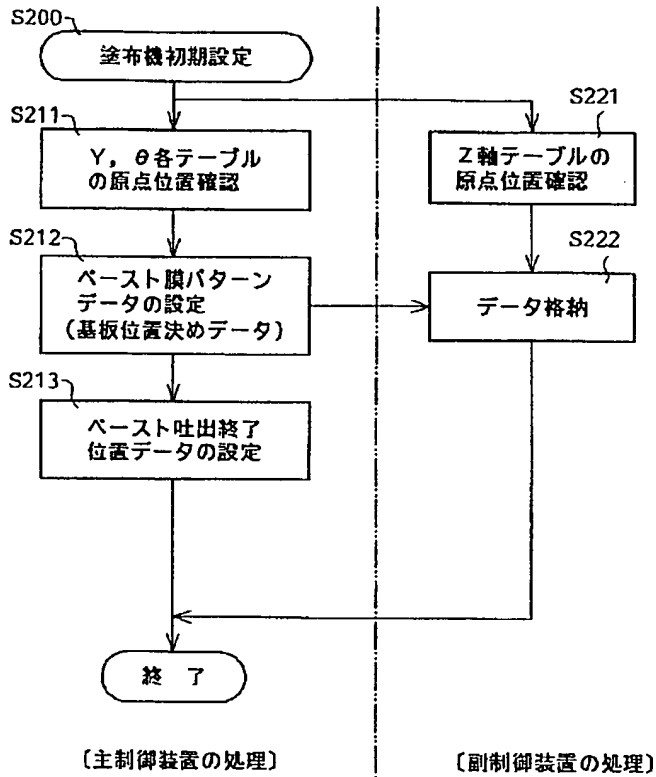 S200
塗布機初期設定
S211
Y，θ各テーブル
の原点位置確認
S221
Z軸テーブルの
原点位置確認
S212
ペースト膜パターン
データの設定
(基板位置決めデータ)
S222
データ格納
S213
ペースト吐出終了
位置データの設定
終 了
〔主制御装置の処理〕
〔副制御装置の処理〕